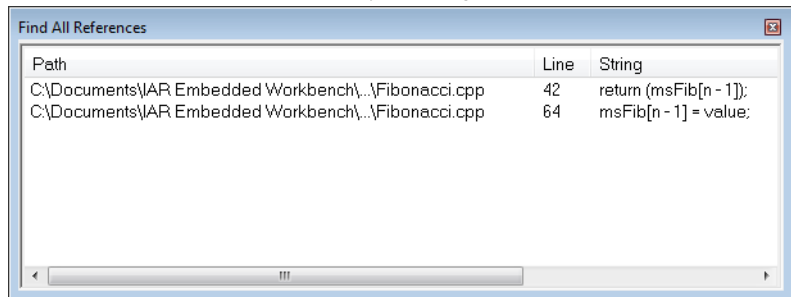 Find All References
Path Line String
C:\Documents\IAR Embedded Workbench\...\Fibonacci.cpp 42 return (msFib[n - 1]);
C:\Documents\IAR Embedded Workbench\...\Fibonacci.cpp 64 msFib[n - 1] = value;